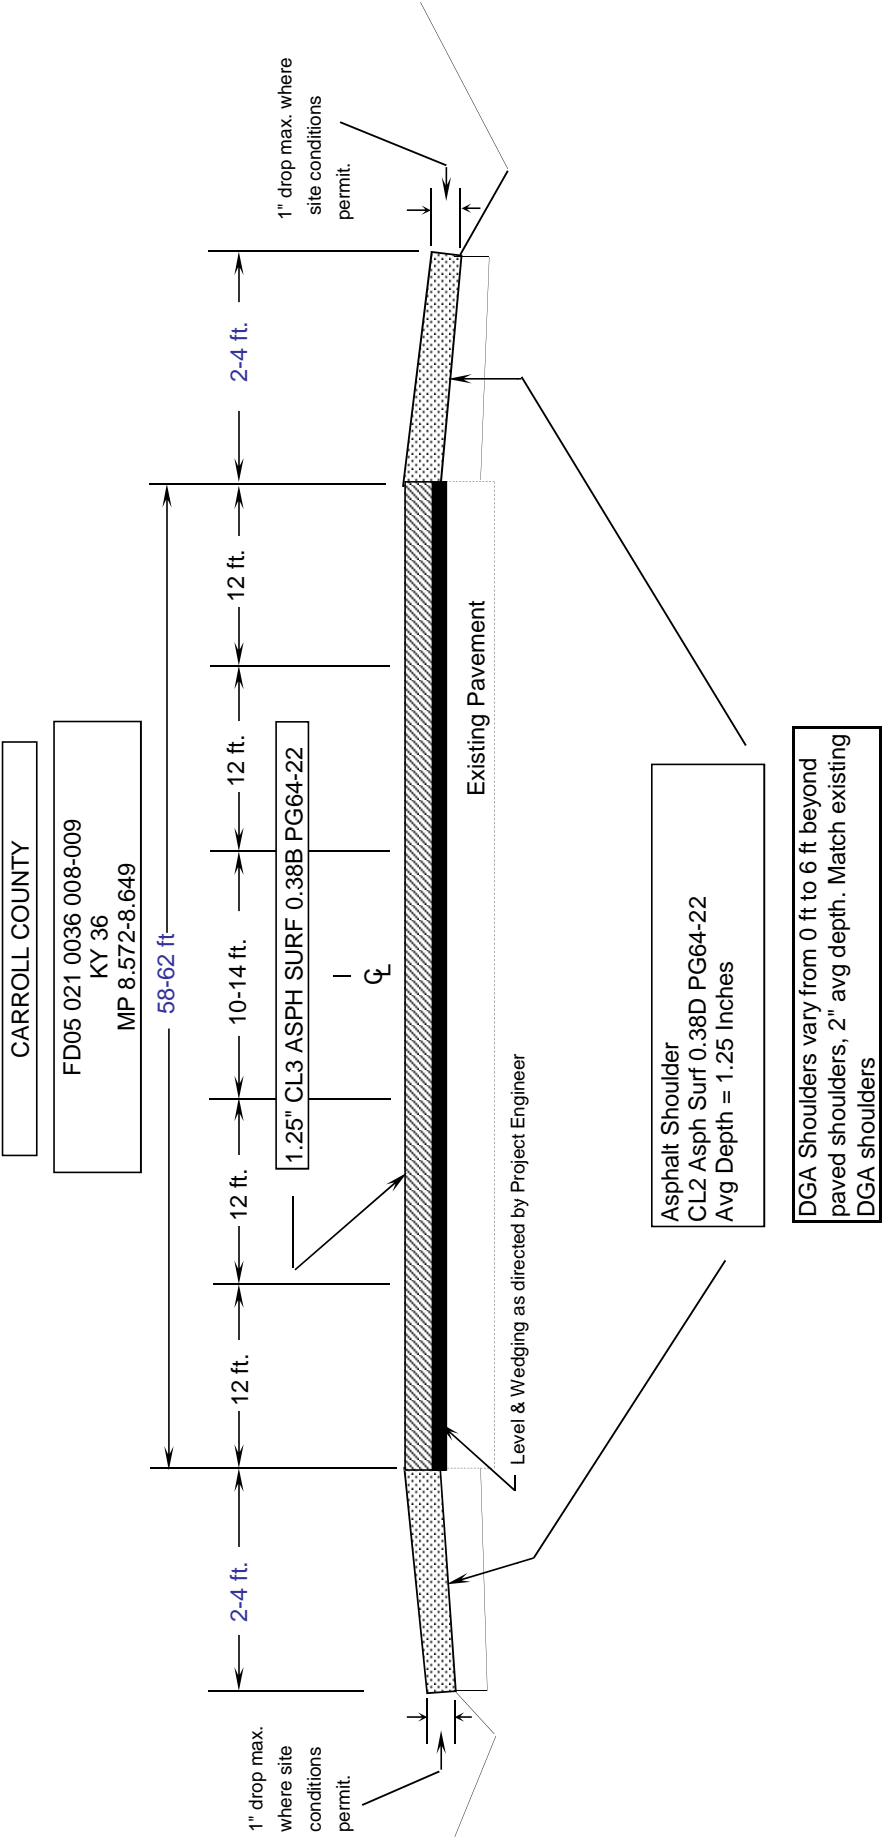 CARROLL COUNTY
FD05 021 0036 008-009
KY 36
MP 8.572-8.649
58-62 ft
2-4 ft.
12 ft.
12 ft.
10-14 ft.
12 ft.
12 ft.
2-4 ft.
1" drop max.
where site
conditions
permit.
1" drop max. where
site conditions
permit.
1.25" CL3 ASPH SURF 0.38B PG64-22
CL
Existing Pavement
Level & Wedging as directed by Project Engineer
Asphalt Shoulder
CL2 Asph Surf 0.38D PG64-22
Avg Depth = 1.25 Inches
DGA Shoulders vary from 0 ft to 6 ft beyond
paved shoulders, 2" avg depth. Match existing
DGA shoulders